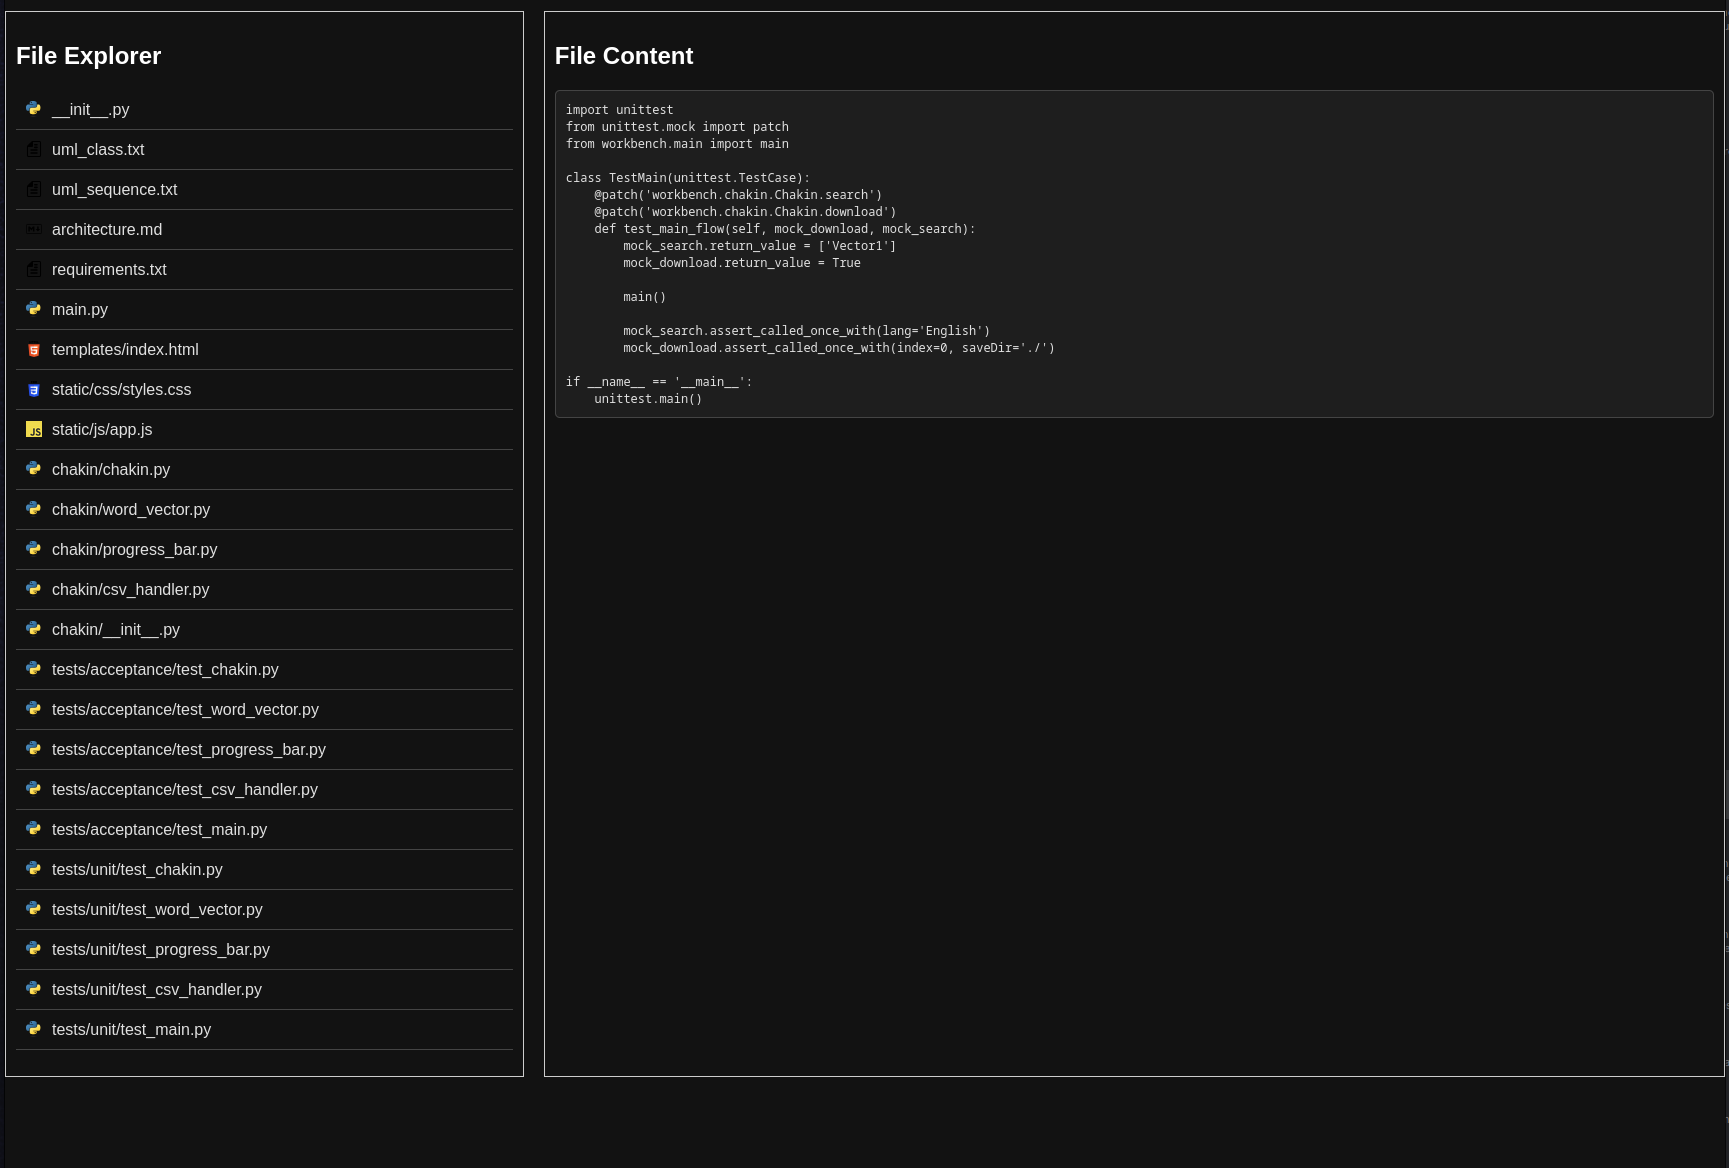 File Explorer
__init__.py
uml_class.txt
uml_sequence.txt
architecture.md
requirements.txt
main.py
templates/index.html
static/css/styles.css
JS static/js/app.js
chakin/chakin.py
chakin/word_vector.py
chakin/progress_bar.py
chakin/csv_handler.py
chakin/__init__.py
tests/acceptance/test_chakin.py
tests/acceptance/test_word_vector.py
tests/acceptance/test_progress_bar.py
tests/acceptance/test_csv_handler.py
tests/acceptance/test_main.py
tests/unit/test_chakin.py
tests/unit/test_word_vector.py
tests/unit/test_progress_bar.py
tests/unit/test_csv_handler.py
tests/unit/test_main.py
File Content
import unittest
from unittest.mock import patch
from workbench.main import main
class TestMain(unittest.TestCase):
    @patch('workbench.chakin.Chakin.search')
    @patch('workbench.chakin.Chakin.download')
    def test_main_flow(self, mock_download, mock_search):
        mock_search.return_value = ['Vector1']
        mock_download.return_value = True
        main()
        mock_search.assert_called_once_with(lang='English')
        mock_download.assert_called_once_with(index=0, saveDir='./')
if __name__ == '__main__':
    unittest.main()